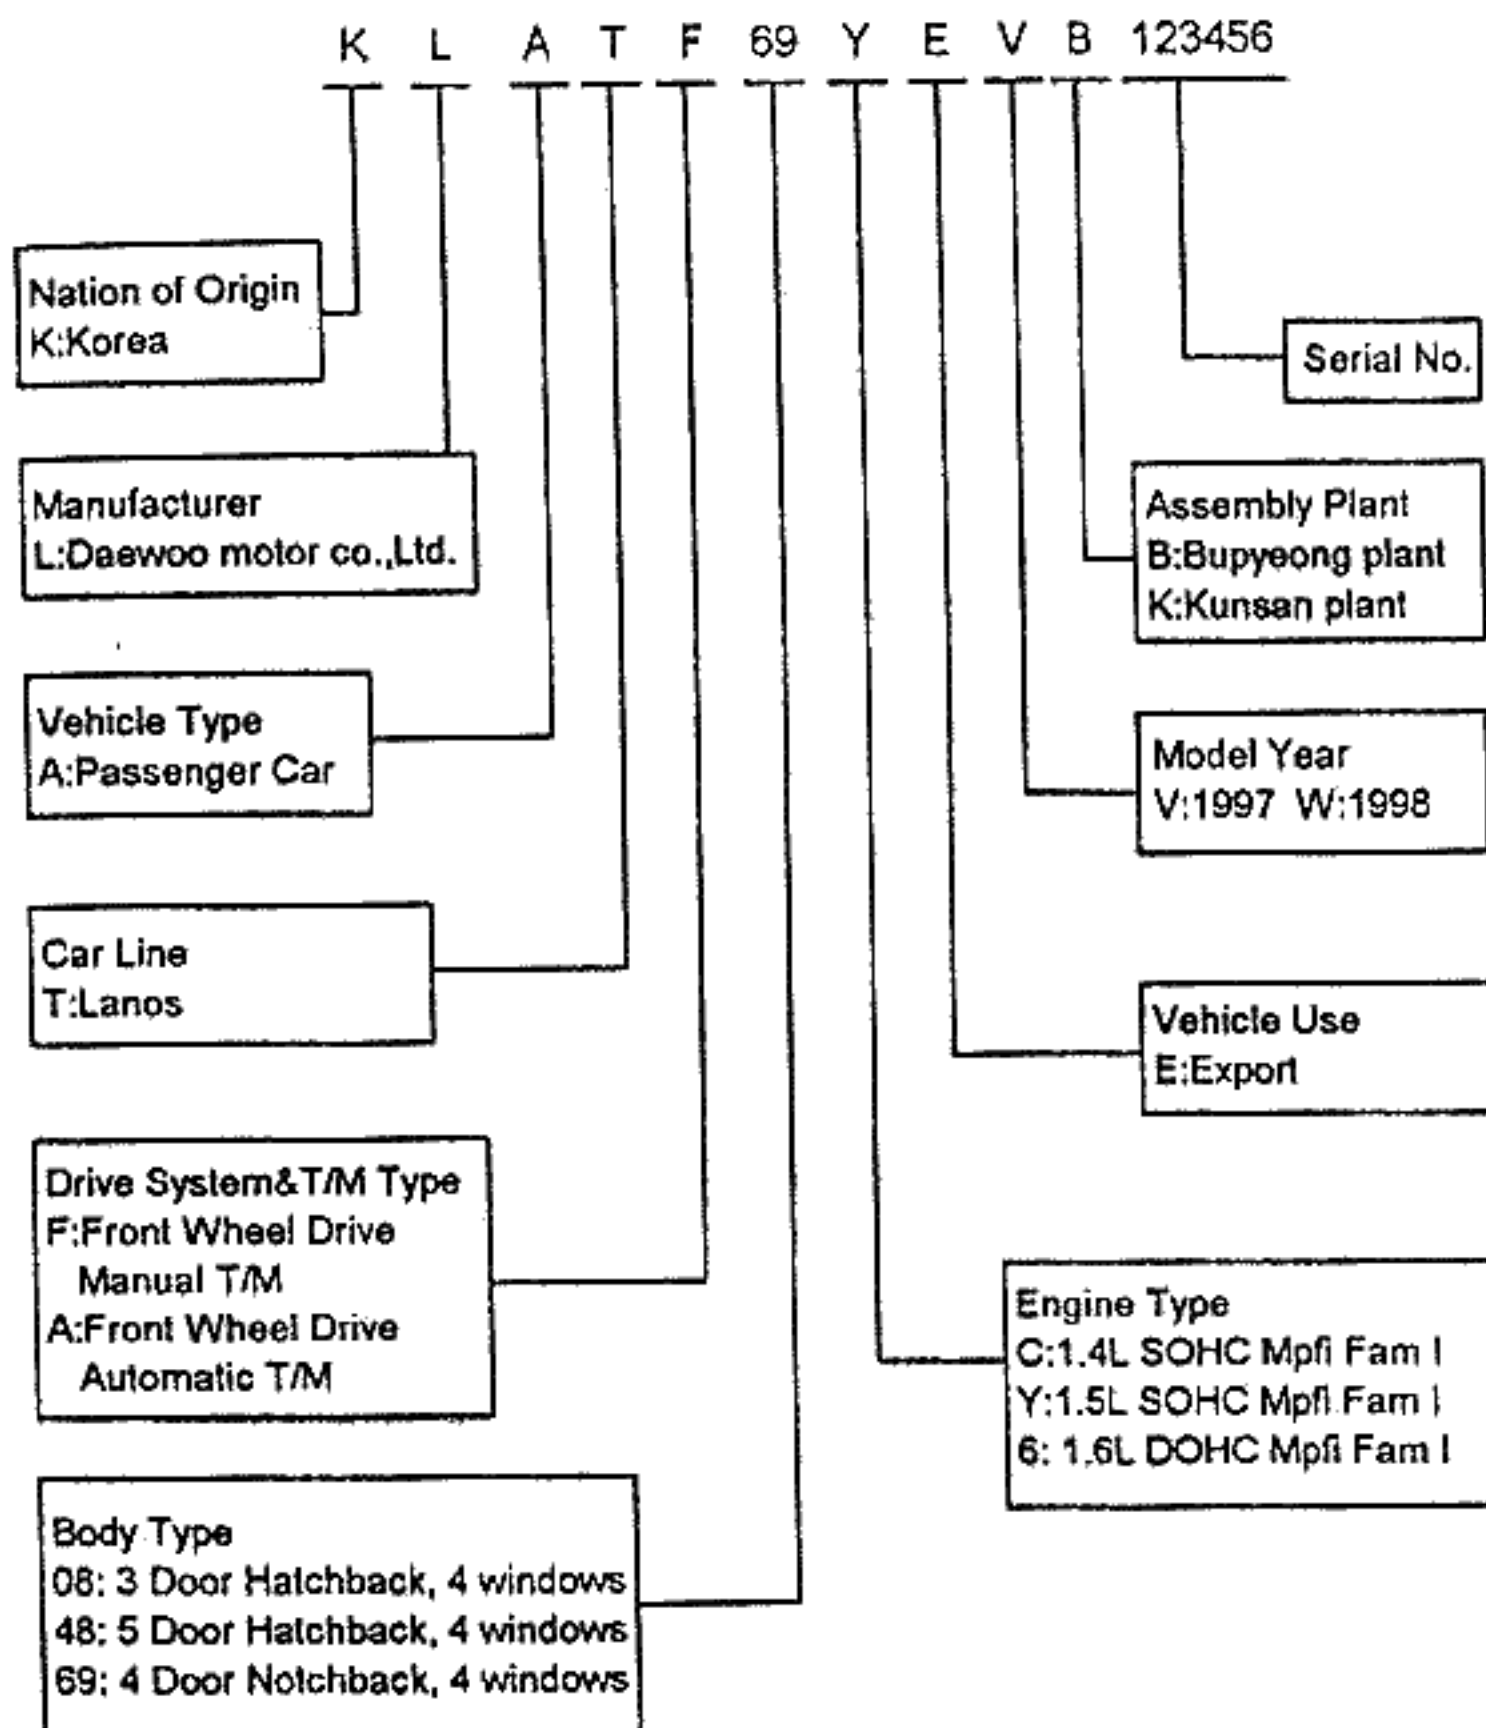 K L A T F 69 Y E V B 123456
Nation of Origin
K:Korea
Serial No.
Manufacturer
L:Daewoo motor co.,Ltd.
Assembly Plant
B:Bupyeong plant
K:Kunsan plant
Vehicle Type
A:Passenger Car
Model Year
V:1997 W:1998
Car Line
T:Lanos
Vehicle Use
E:Export
Drive System&T/M Type
F:Front Wheel Drive
Manual T/M
A:Front Wheel Drive
Automatic T/M
Engine Type
C:1.4L SOHC Mpfi Fam I
Y:1.5L SOHC Mpfi Fam I
6: 1.6L DOHC Mpfi Fam I
Body Type
08: 3 Door Hatchback, 4 windows
48: 5 Door Hatchback, 4 windows
69: 4 Door Notchback, 4 windows